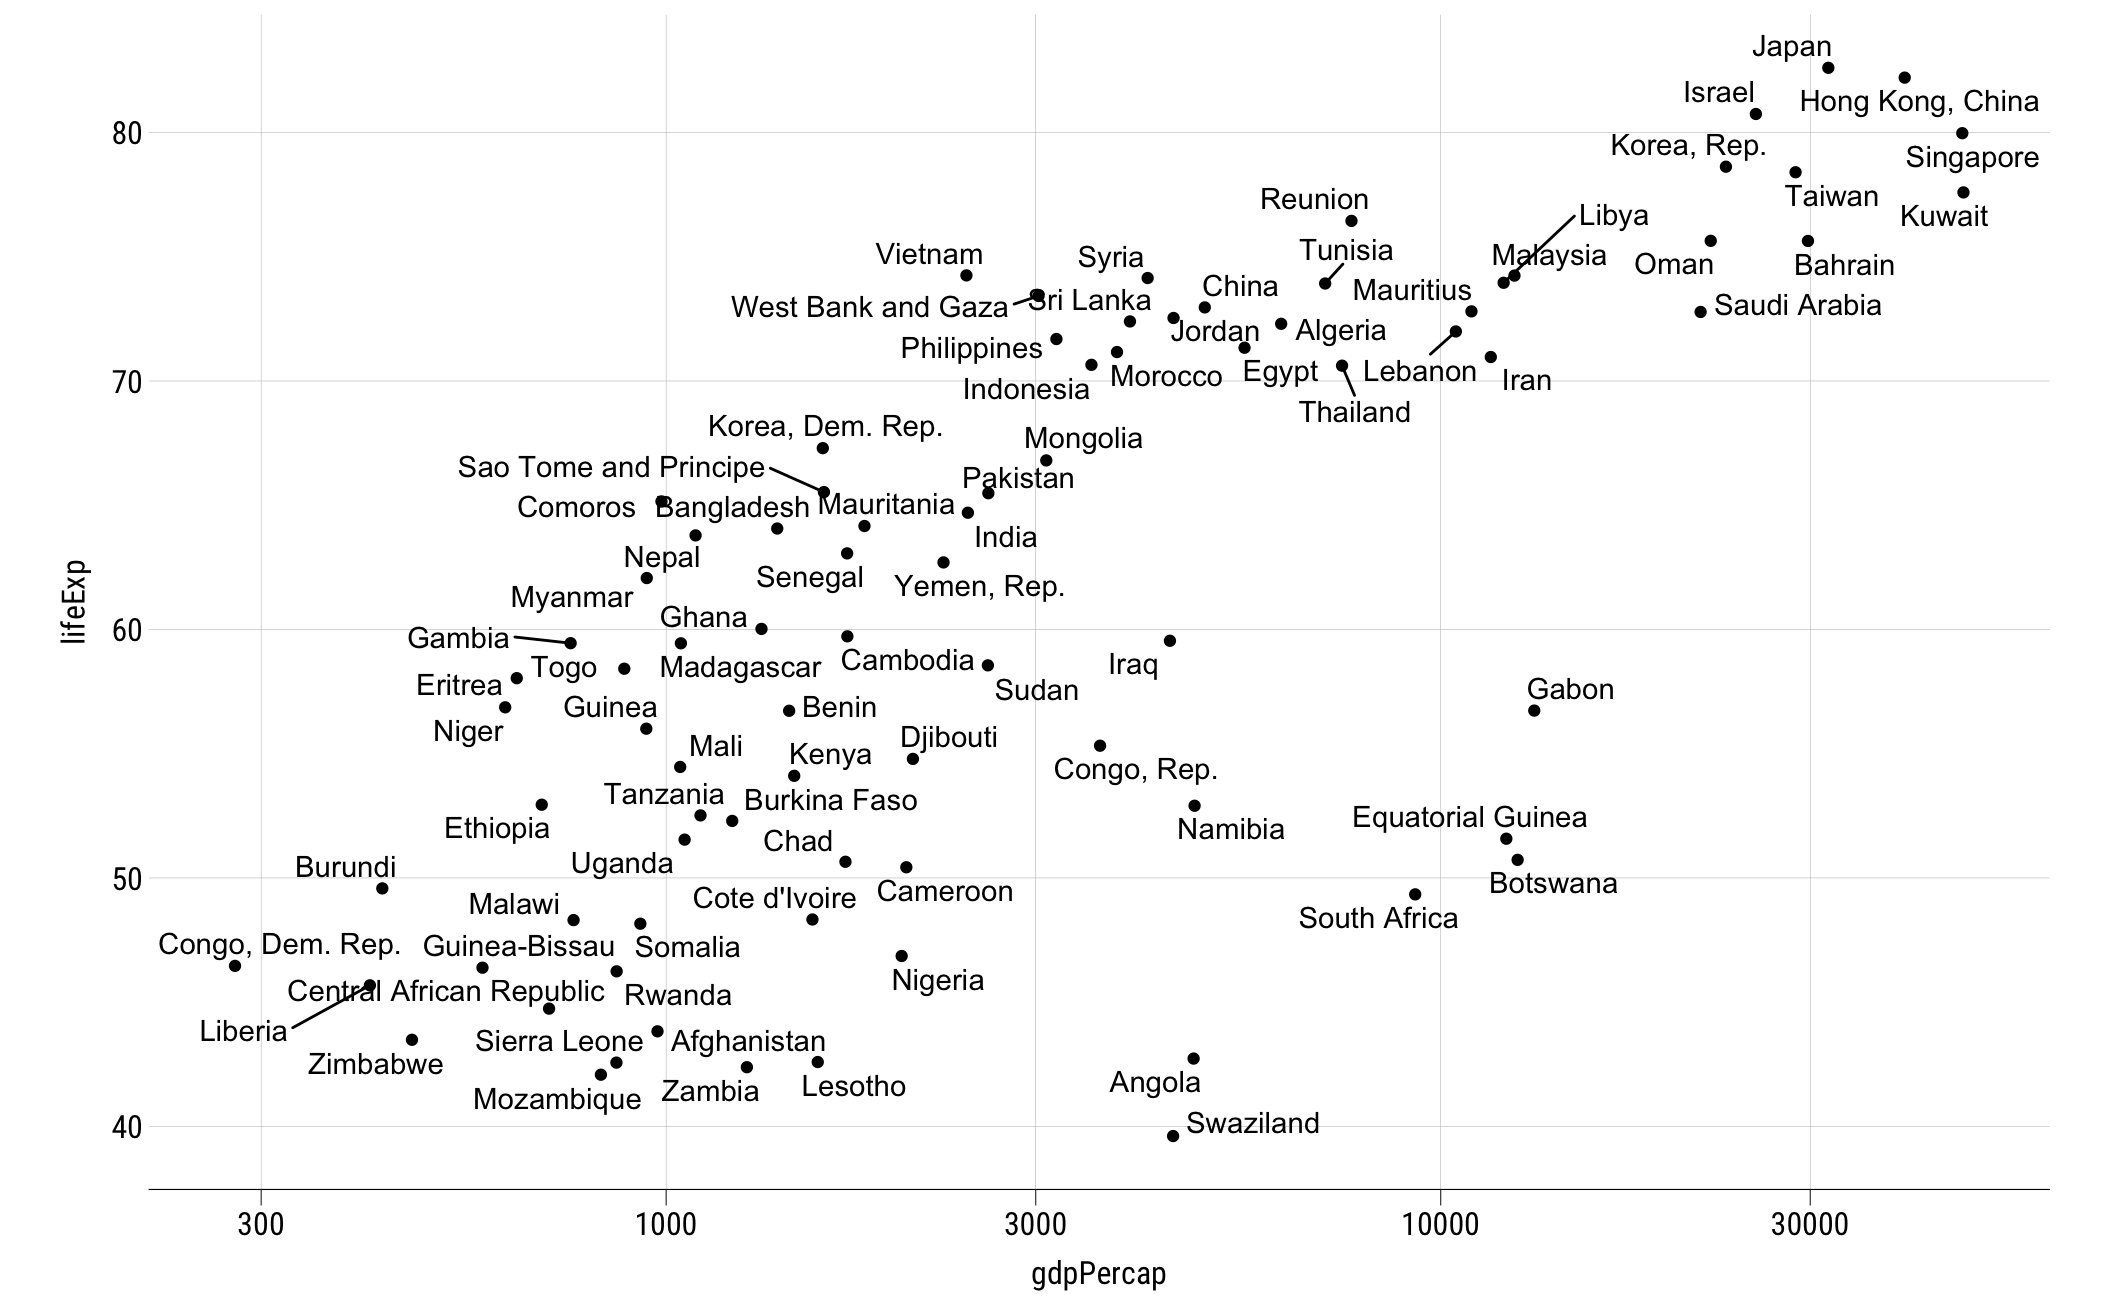 Japan
Israel
Hong Kong, China
80
Korea, Rep.
Singapore
Reunion
Taiwan
Libya
Kuwait
Vietnam
Syria
Tunisia
Malaysia
Oman
Bahrain
China
Mauritius
West Bank and Gaza
Sri Lanka
Saudi Arabia
Jordan
Algeria
Philippines
Egypt
Lebanon
Iran
70
Indonesia
Morocco
Thailand
Korea, Dem. Rep.
Mongolia
Sao Tome and Principe
Pakistan
Comoros
Bangladesh
Mauritania
India
Nepal
Senegal
Yemen, Rep.
Myanmar
lifeExp
Ghana
60
Gambia
Togo
Madagascar
Cambodia
Iraq
Eritrea
Sudan
Gabon
Guinea
Benin
Niger
Mali
Djibouti
Kenya
Congo, Rep.
Tanzania
Burkina Faso
Ethiopia
Namibia
Equatorial Guinea
Chad
Uganda
Burundi
50
Cameroon
Botswana
Malawi
Cote d'Ivoire
South Africa
Congo, Dem. Rep.
Guinea-Bissau
Somalia
Nigeria
Central African Republic
Rwanda
Liberia
Sierra Leone
Afghanistan
Zimbabwe
Angola
Mozambique
Zambia
Lesotho
40
Swaziland
300
1000
3000
10000
30000
gdpPercap